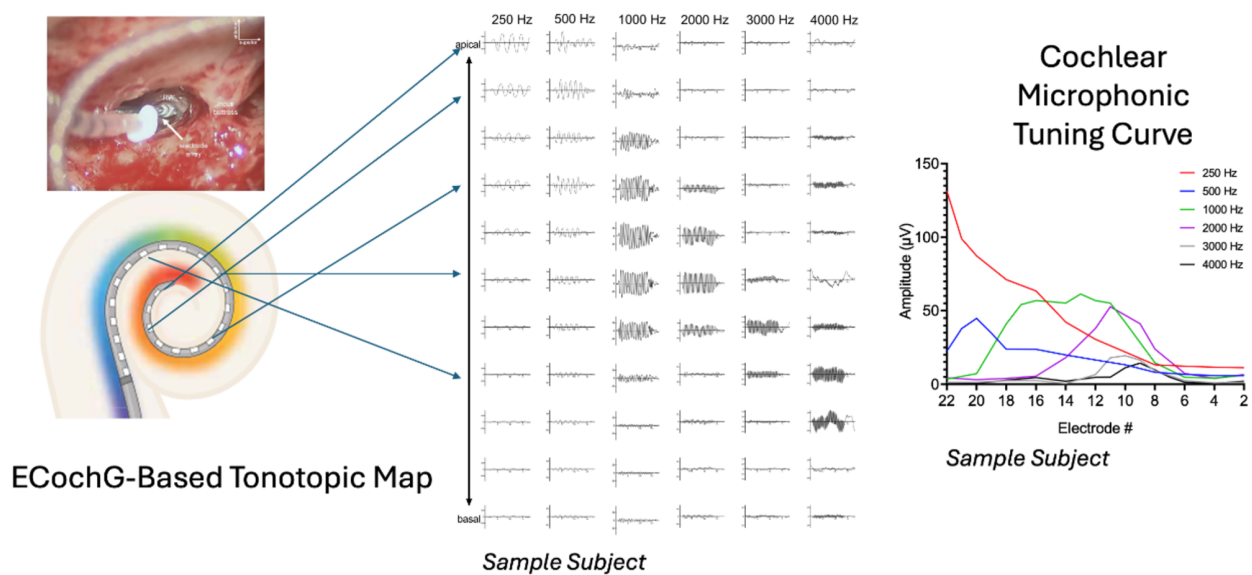 250 Hz 500 Hz 1000 Hz 2000 Hz 3000 Hz 4000 Hz
apical
basal
ECochG-Based Tonotopic Map
Sample Subject
Cochlear
Microphonic
Tuning Curve
250 Hz
500 Hz
1000 Hz
2000 Hz
3000 Hz
4000 Hz
Amplitude (µV)
150
100
50
0
22 20 18 16 14 12 10 8 6 4 2
Electrode #
Sample Subject